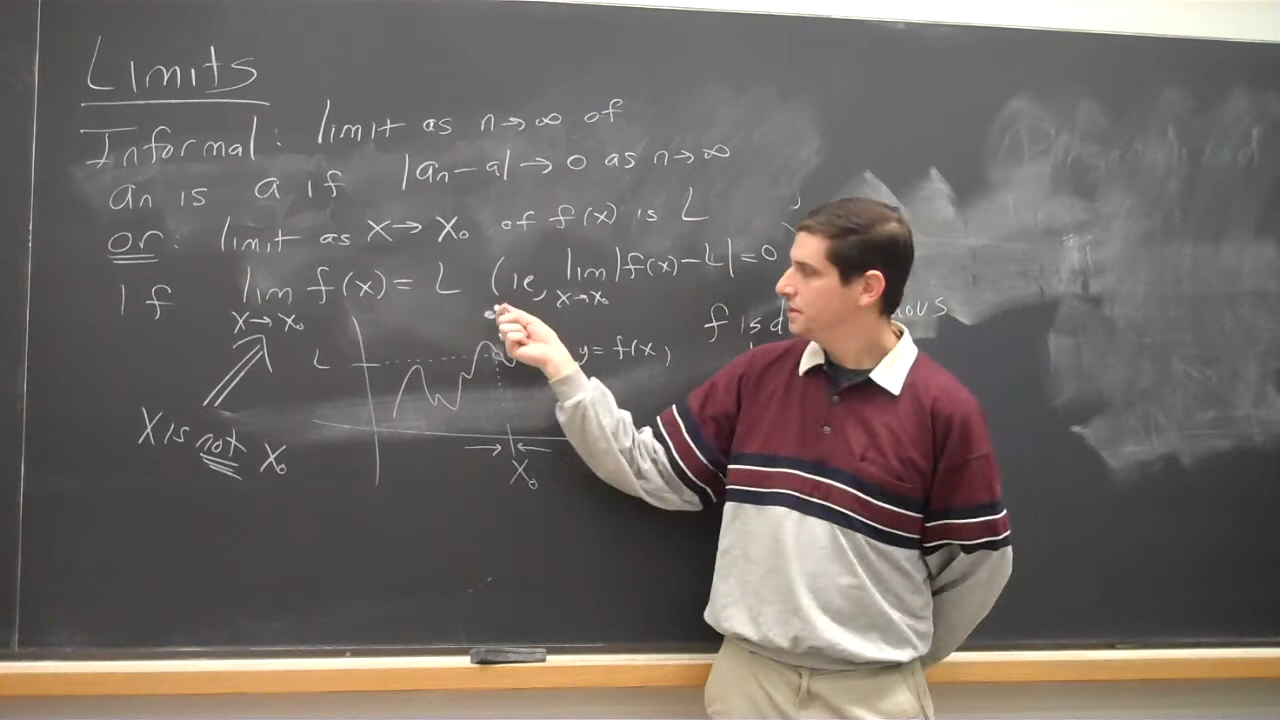 Limits
Informal: limit as n→∞ of
an is a if |an-a|→0 as n→∞
or: limit as x→x₀ of f(x) is L
If lim f(x)=L (ie, lim |f(x)-L|=0
x→x₀ x→x₀
f is
L y=f(x)
x is not x₀
x₀